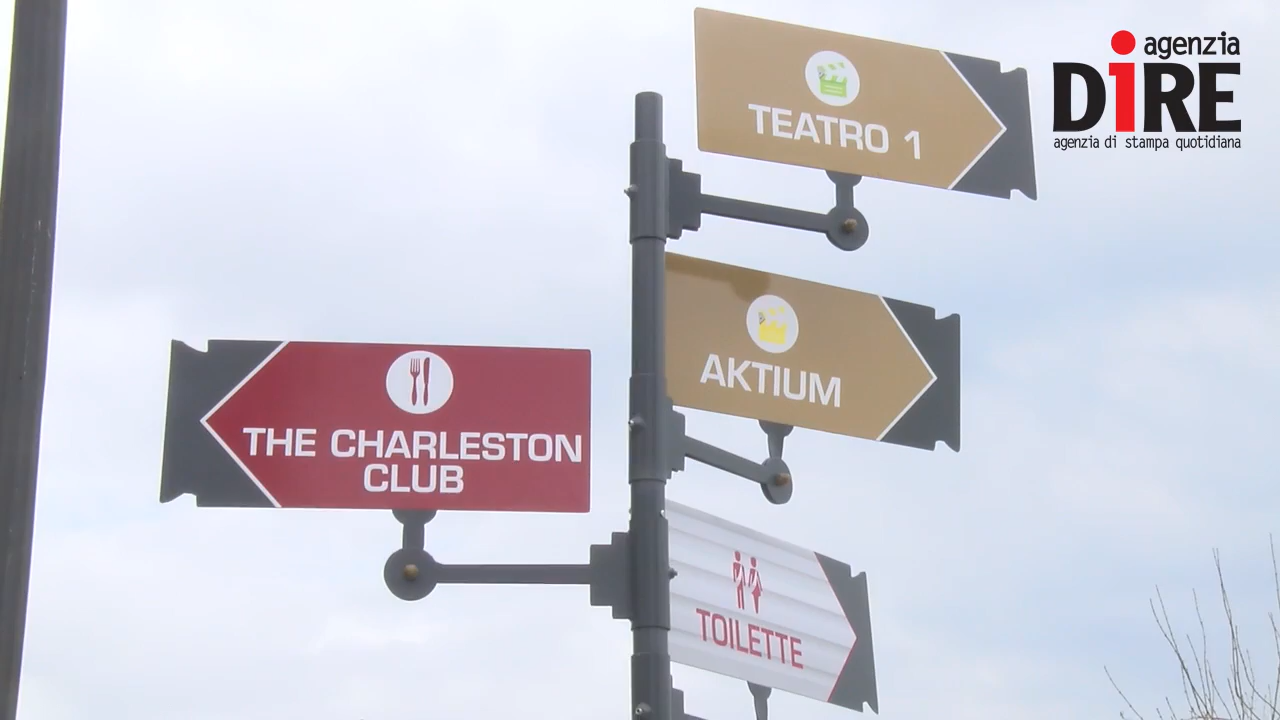 agenzia
DiRE
agenzia di stampa quotidiana
TEATRO 1
AKTIUM
THE CHARLESTON
CLUB
TOILETTE